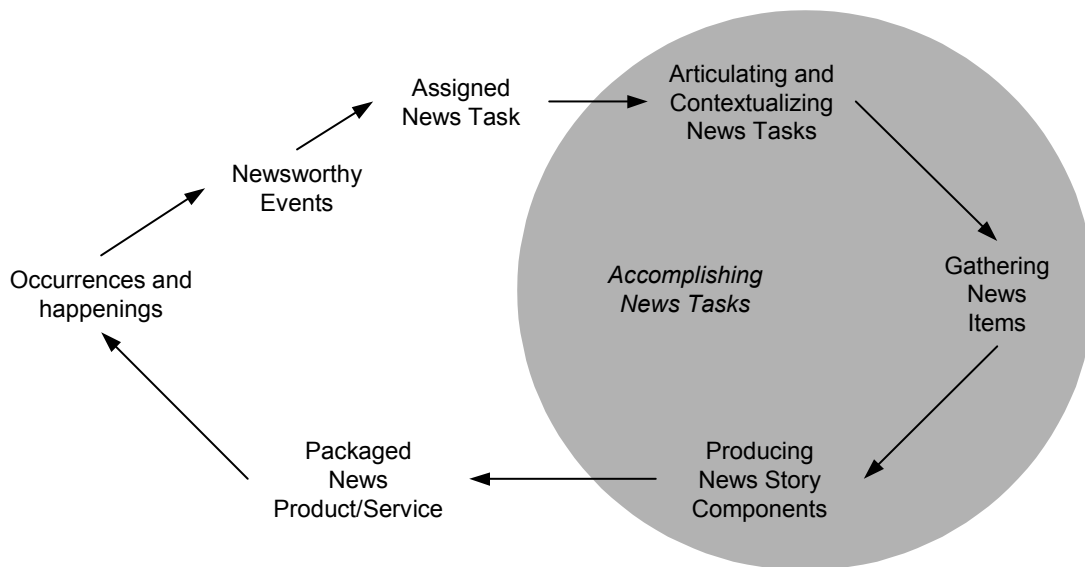 Assigned
News Task
Articulating and
Contextualizing
News Tasks
Newsworthy
Events
Occurrences and
happenings
Accomplishing
News Tasks
Gathering
News
Items
Packaged
News
Product/Service
Producing
News Story
Components